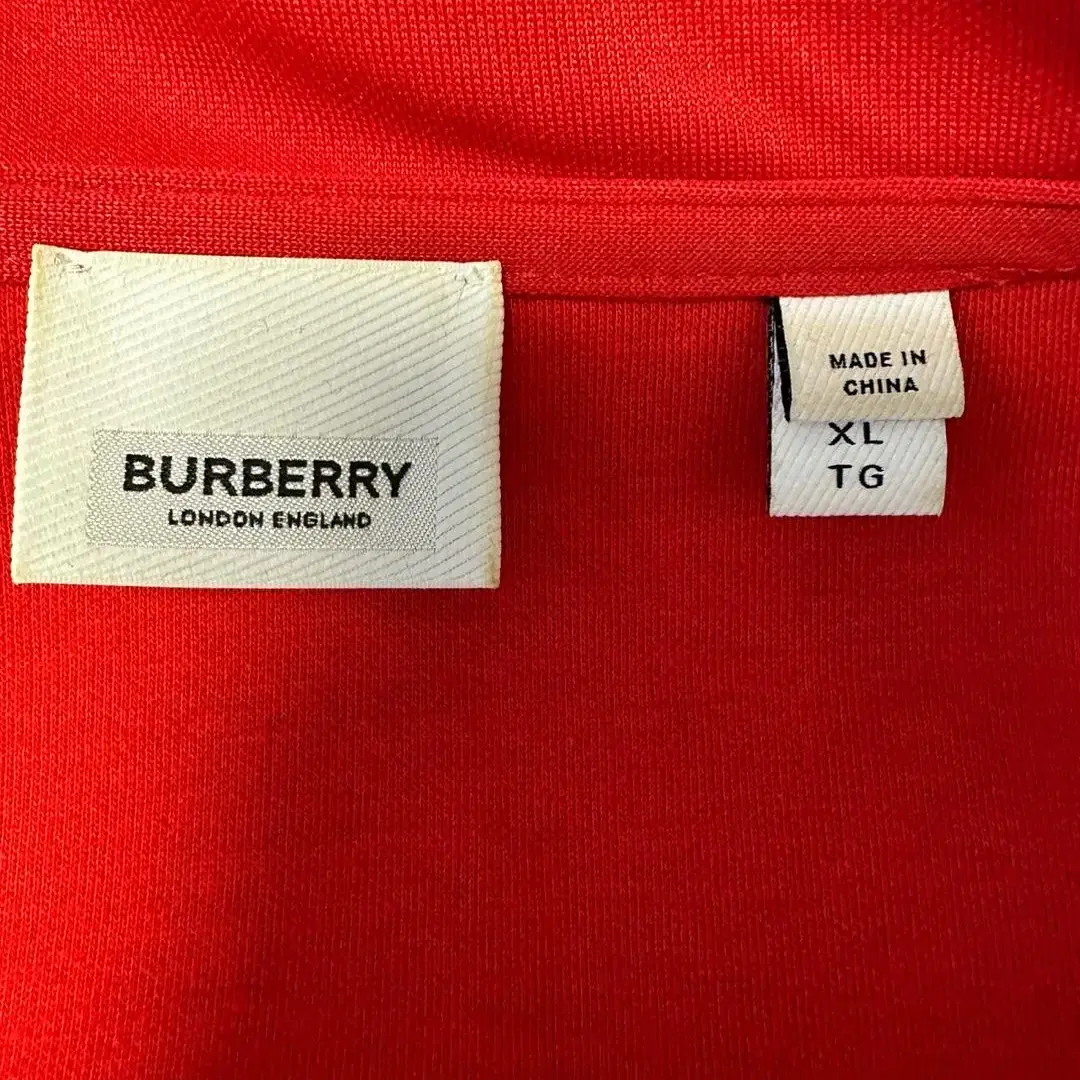 BURBERRY
LONDON ENGLAND
MADE IN
CHINA
XL
TG